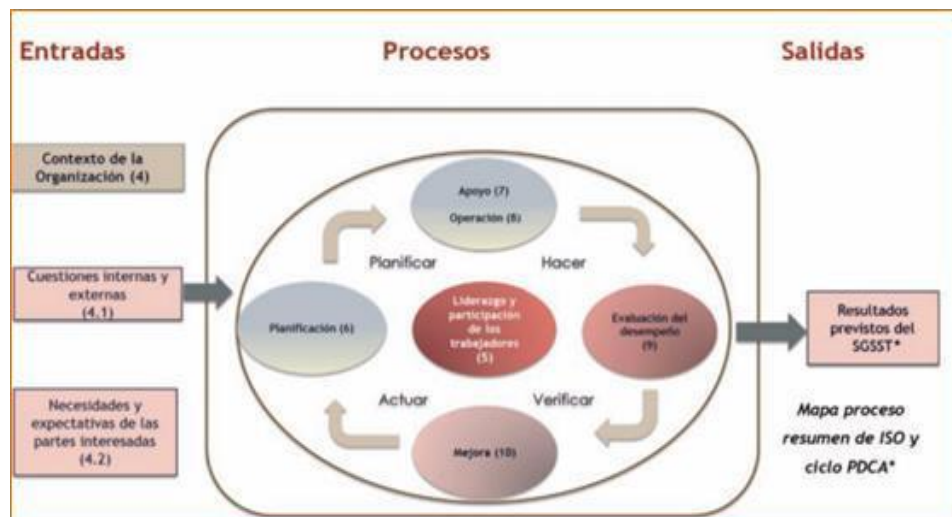 Entradas
Procesos
Salidas
Contexto de la
Organización (4)
Cuestiones internas y
externas
(4.1)
Necesidades y
expectativas de las
partes interesadas
(4.2)
Apoyo (7)
Operación (8)
Planificar
Hacer
Planificación (6)
Liderazgo y
participación
de los
trabajadores
(5)
Evaluación del
desempeño
(9)
Actuar
Verificar
Mejora (10)
Resultados
previstos del
SGSST*
Mapa proceso
resumen de ISO y
ciclo PDCA*